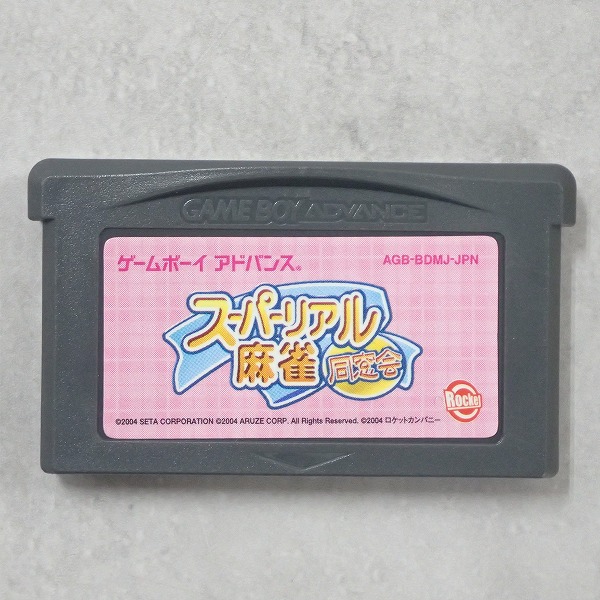 GAME BOY ADVANCE
ゲームボーイ アドバンス® AGB-BDMJ-JPN
スーパーリアル
麻雀 同窓会
Rocket
©2004 SETA CORPORATION ©2004 ARUZE CORP. All Rights Reserved. ©2004 ロケットカンパニー